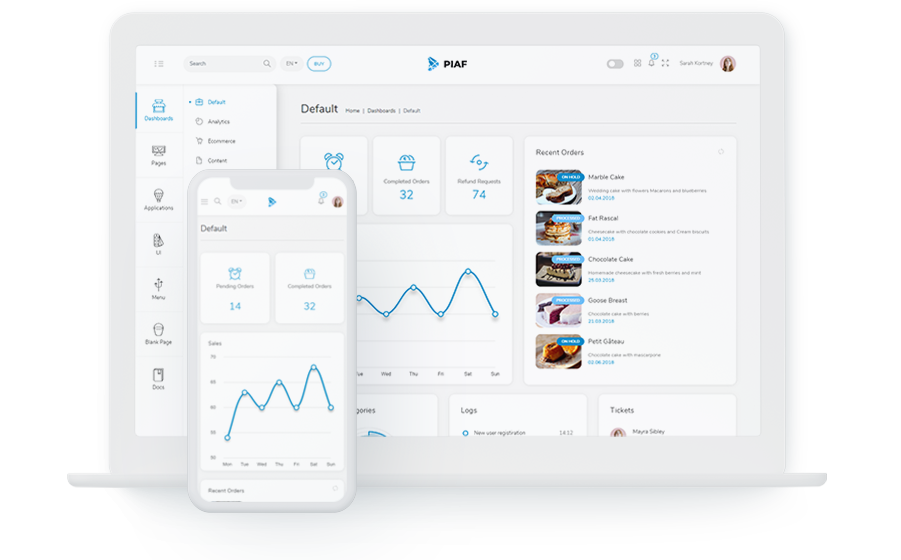 Search
EN
BUY
PIAF
3
Sarah Kortney
Dashboards
Pages
Applications
UI
Menu
Blank Page
Docs
Default
Analytics
Ecommerce
Content
Default
Home | Dashboards | Default
Completed Orders
32
Refund Requests
74
Wed
Thu
Fri
Sat
Sun
Recent Orders
ON HOLD
Marble Cake
Wedding cake with flowers Macarons and blueberries
02.04.2018
PROCESSED
Fat Rascal
Cheesecake with chocolate cookies and Cream biscuits
01.04.2018
PROCESSED
Chocolate Cake
Homemade cheesecake with fresh berries and mint
25.03.2018
PROCESSED
Goose Breast
Chocolate cake with berries
21.03.2018
ON HOLD
Petit Gâteau
Chocolate cake with mascarpone
02.06.2018
Logs
New user registration
14:12
Tickets
Mayra Sibley
EN
3
Default
Pending Orders
14
Completed Orders
32
Sales
70
65
60
55
50
Mon
Tue
Wed
Thu
Fri
Sat
Sun
Recent Orders